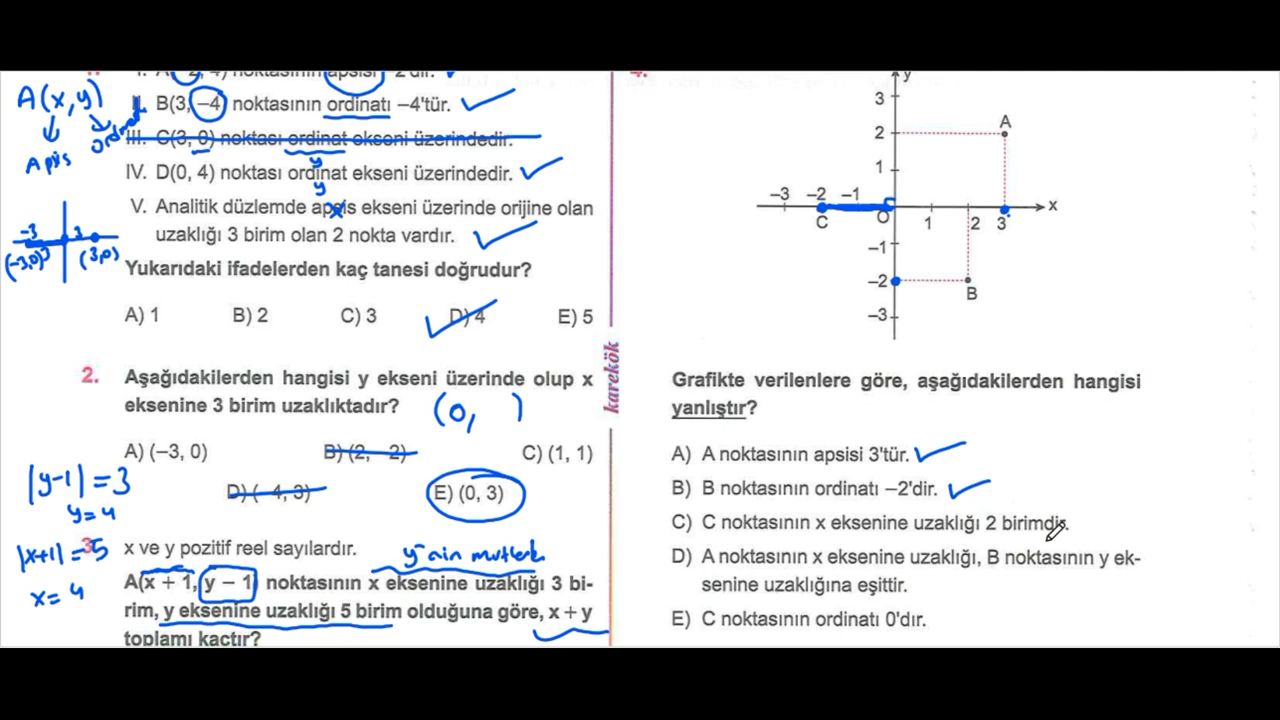 II. B(3, −4 noktasının ordinatı −4'tür.
III. C(3, 0) noktası ordinat ekseni üzerindedir.
IV. D(0, 4) noktası ordinat ekseni üzerindedir.
V. Analitik düzlemde apsis ekseni üzerinde orijine olan
uzaklığı 3 birim olan 2 nokta vardır.
Yukarıdaki ifadelerden kaç tanesi doğrudur?
A) 1 B) 2 C) 3 D) 4 E) 5
A(x, y)
Apsis
y
y
x
−3 3
(−3,0) (3,0)
2. Aşağıdakilerden hangisi y ekseni üzerinde olup x
eksenine 3 birim uzaklıktadır?
(0, )
A) (−3, 0) B) (2, −2) C) (1, 1)
D) (−4, 3) E) (0, 3)
|y−1| = 3
y=4
|x+1| = 5
x=4
3. x ve y pozitif reel sayılardır.
y'nin mutlak
A(x + 1, y − 1) noktasının x eksenine uzaklığı 3 bi-
rim, y eksenine uzaklığı 5 birim olduğuna göre, x + y
toplamı kaçtır?
karekök
4.
y
3
2
1
A
−3 −2 −1
C O 1 2 3 x
−1
−2
B
−3
Grafikte verilenlere göre, aşağıdakilerden hangisi
yanlıştır?
A) A noktasının apsisi 3'tür.
B) B noktasının ordinatı −2'dir.
C) C noktasının x eksenine uzaklığı 2 birimdir.
D) A noktasının x eksenine uzaklığı, B noktasının y ek-
senine uzaklığına eşittir.
E) C noktasının ordinatı 0'dır.